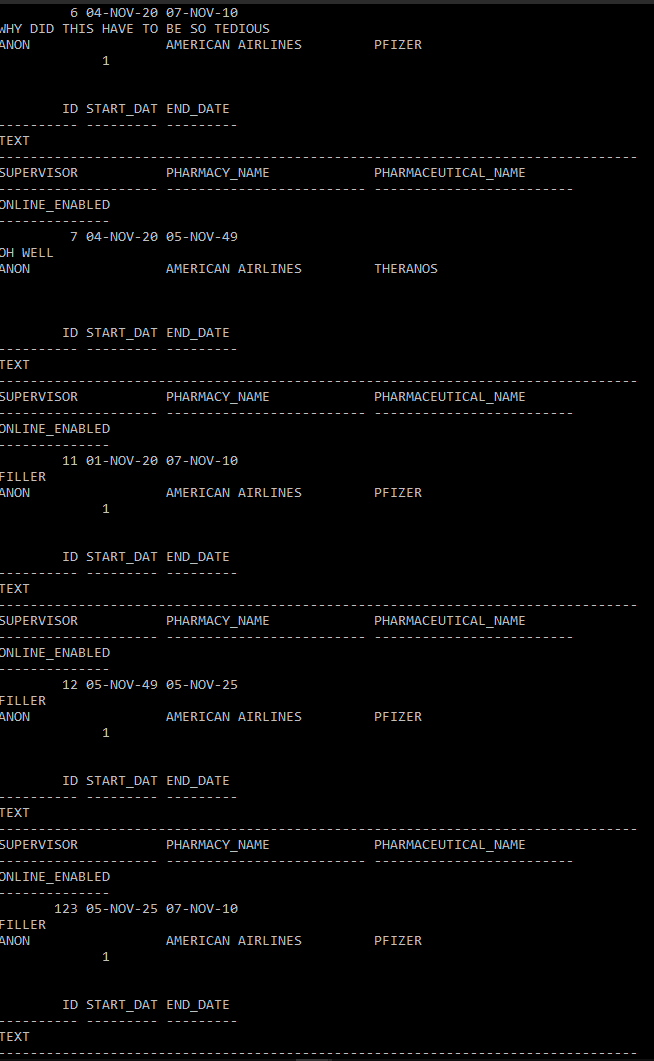 6 04-NOV-20 07-NOV-10
WHY DID THIS HAVE TO BE SO TEDIOUS
ANON AMERICAN AIRLINES PFIZER
1
ID START_DAT END_DATE
---------- --------- ---------
TEXT
--------------------------------------------------------------------------------
SUPERVISOR PHARMACY_NAME PHARMACEUTICAL_NAME
-------------------- ------------------------- -------------------------
ONLINE_ENABLED
--------------
7 04-NOV-20 05-NOV-49
OH WELL
ANON AMERICAN AIRLINES THERANOS
ID START_DAT END_DATE
---------- --------- ---------
TEXT
--------------------------------------------------------------------------------
SUPERVISOR PHARMACY_NAME PHARMACEUTICAL_NAME
-------------------- ------------------------- -------------------------
ONLINE_ENABLED
--------------
11 01-NOV-20 07-NOV-10
FILLER
ANON AMERICAN AIRLINES PFIZER
1
ID START_DAT END_DATE
---------- --------- ---------
TEXT
--------------------------------------------------------------------------------
SUPERVISOR PHARMACY_NAME PHARMACEUTICAL_NAME
-------------------- ------------------------- -------------------------
ONLINE_ENABLED
--------------
12 05-NOV-49 05-NOV-25
FILLER
ANON AMERICAN AIRLINES PFIZER
1
ID START_DAT END_DATE
---------- --------- ---------
TEXT
--------------------------------------------------------------------------------
SUPERVISOR PHARMACY_NAME PHARMACEUTICAL_NAME
-------------------- ------------------------- -------------------------
ONLINE_ENABLED
--------------
123 05-NOV-25 07-NOV-10
FILLER
ANON AMERICAN AIRLINES PFIZER
1
ID START_DAT END_DATE
---------- --------- ---------
TEXT
--------------------------------------------------------------------------------